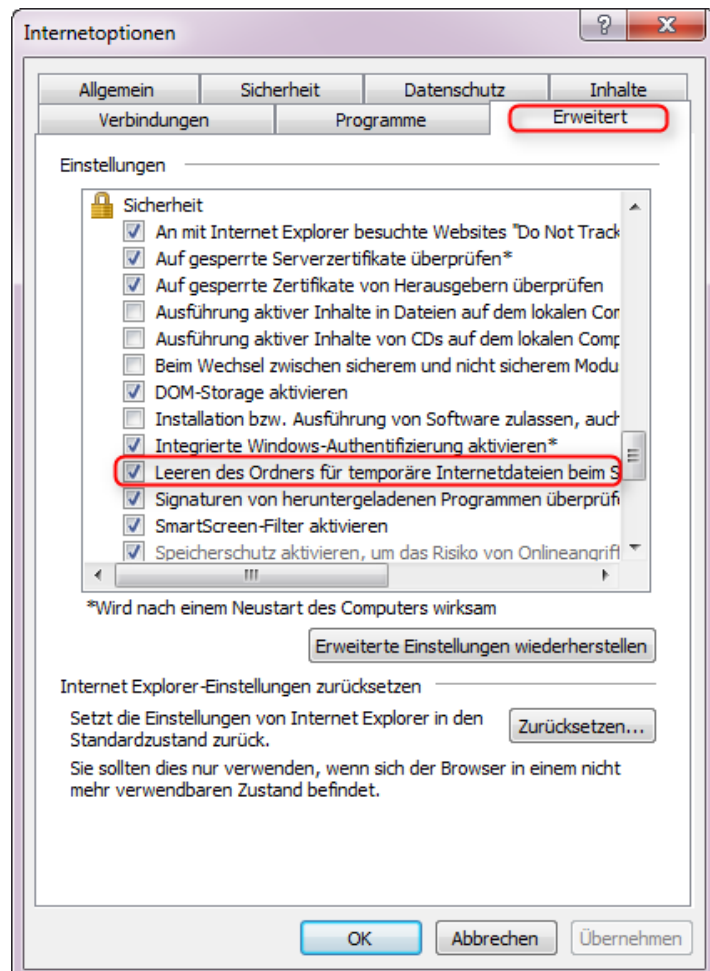 Internetoptionen
Allgemein Sicherheit Datenschutz Inhalte
Verbindungen Programme Erweitert
Einstellungen
Sicherheit
An mit Internet Explorer besuchte Websites "Do Not Track
Auf gesperrte Serverzertifikate überprüfen*
Auf gesperrte Zertifikate von Herausgebern überprüfen
Ausführung aktiver Inhalte in Dateien auf dem lokalen Com
Ausführung aktiver Inhalte von CDs auf dem lokalen Comp
Beim Wechsel zwischen sicherem und nicht sicherem Modu
DOM-Storage aktivieren
Installation bzw. Ausführung von Software zulassen, auch
Integrierte Windows-Authentifizierung aktivieren*
Leeren des Ordners für temporäre Internetdateien beim S
Signaturen von heruntergeladenen Programmen überprüf
SmartScreen-Filter aktivieren
Speicherschutz aktivieren, um das Risiko von Onlineangriff
*Wird nach einem Neustart des Computers wirksam
Erweiterte Einstellungen wiederherstellen
Internet Explorer-Einstellungen zurücksetzen
Setzt die Einstellungen von Internet Explorer in den
Standardzustand zurück.
Zurücksetzen...
Sie sollten dies nur verwenden, wenn sich der Browser in einem nicht
mehr verwendbaren Zustand befindet.
OK Abbrechen Übernehmen